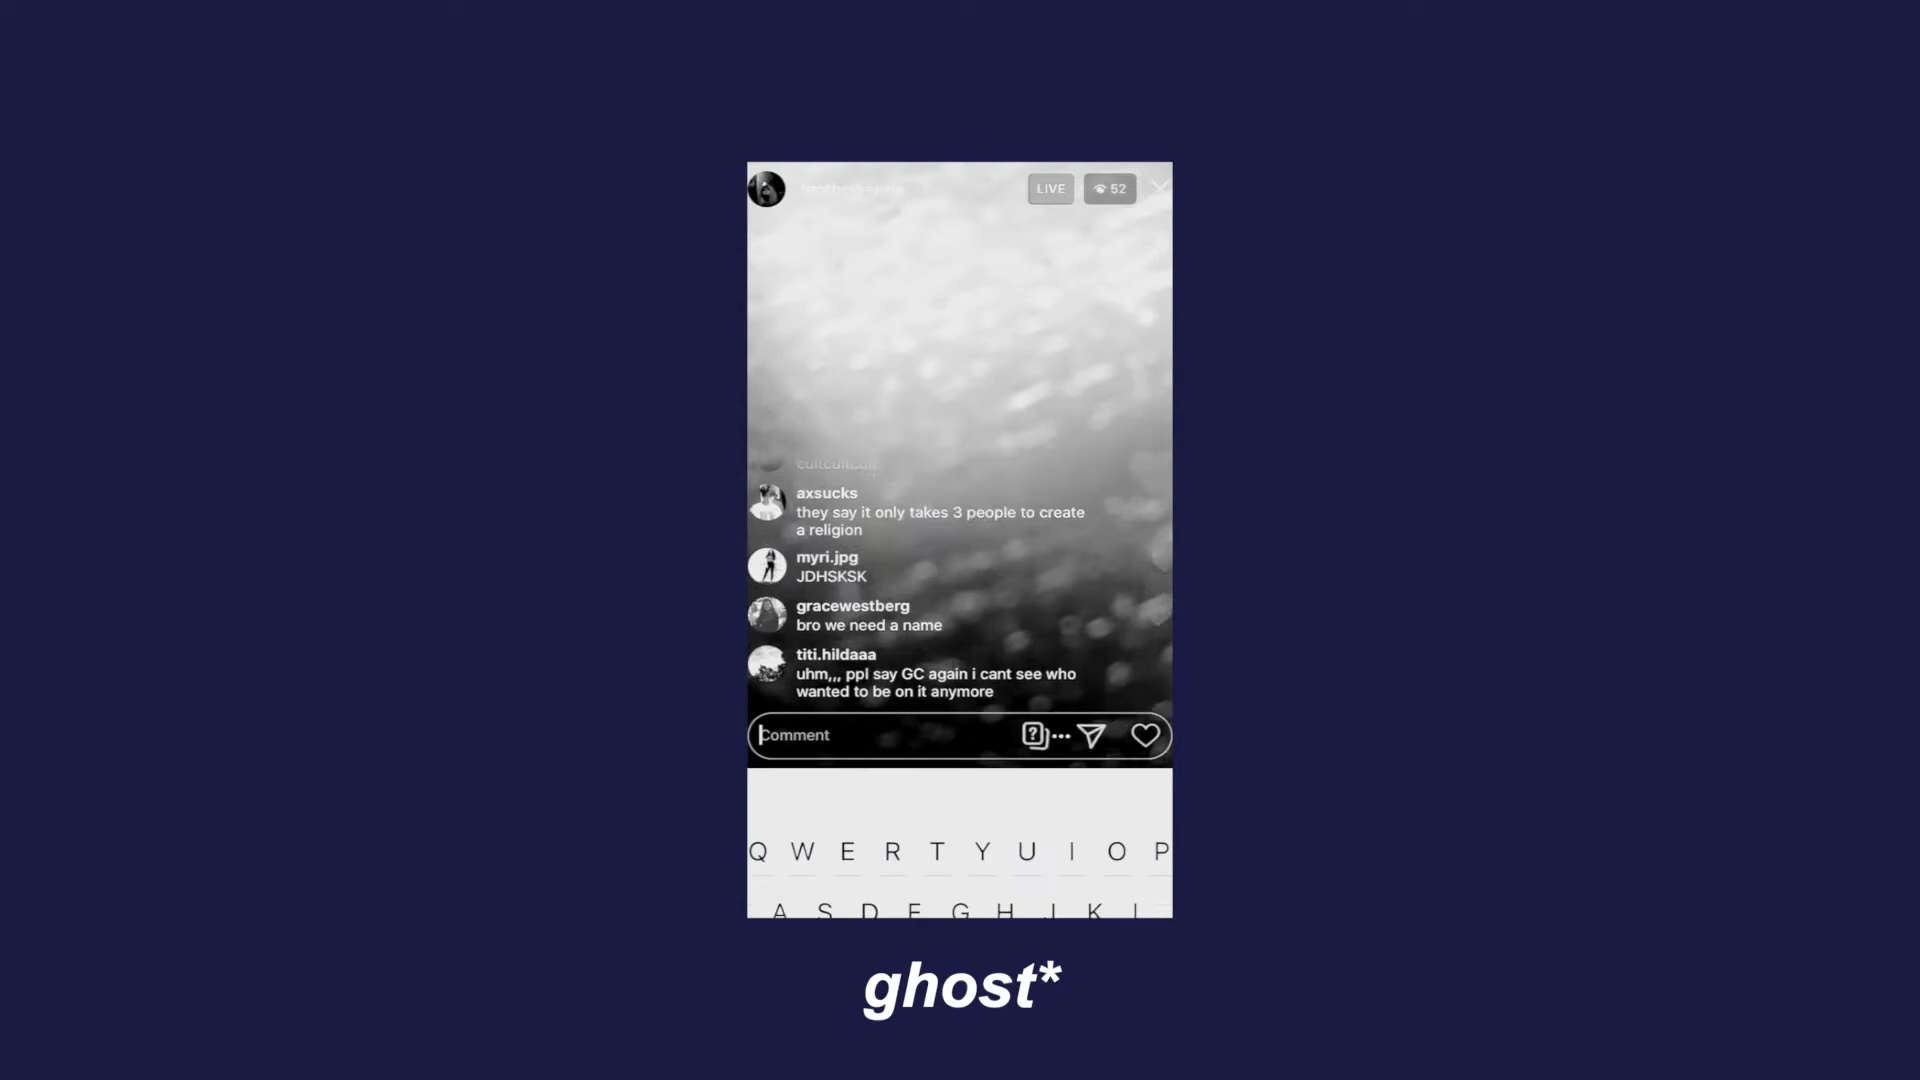 LIVE
52
axsucks
they say it only takes 3 people to create
a religion
myri.jpg
JDHSKSK
gracewestberg
bro we need a name
titi.hildaaa
uhm,,, ppl say GC again i cant see who
wanted to be on it anymore
Comment
Q W E R T Y U I O P
A S D F G H J K L
ghost*